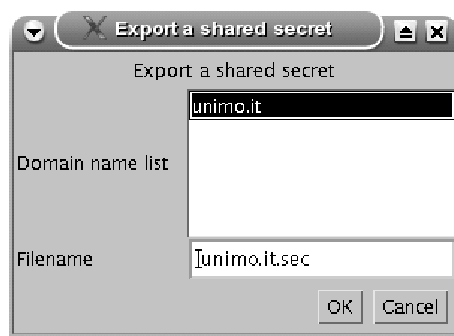 Export a shared secret
Export a shared secret
unimo.it
Domain name list
Filename
unimo.it.sec
OK Cancel